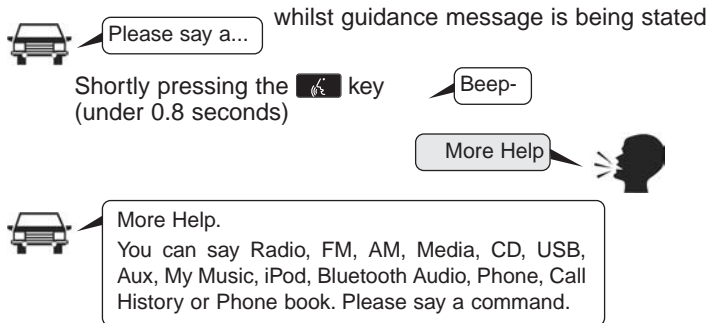 Please say a...
whilst guidance message is being stated
Shortly pressing the key
(under 0.8 seconds)
Beep-
More Help
More Help.
You can say Radio, FM, AM, Media, CD, USB,
Aux, My Music, iPod, Bluetooth Audio, Phone, Call
History or Phone book. Please say a command.